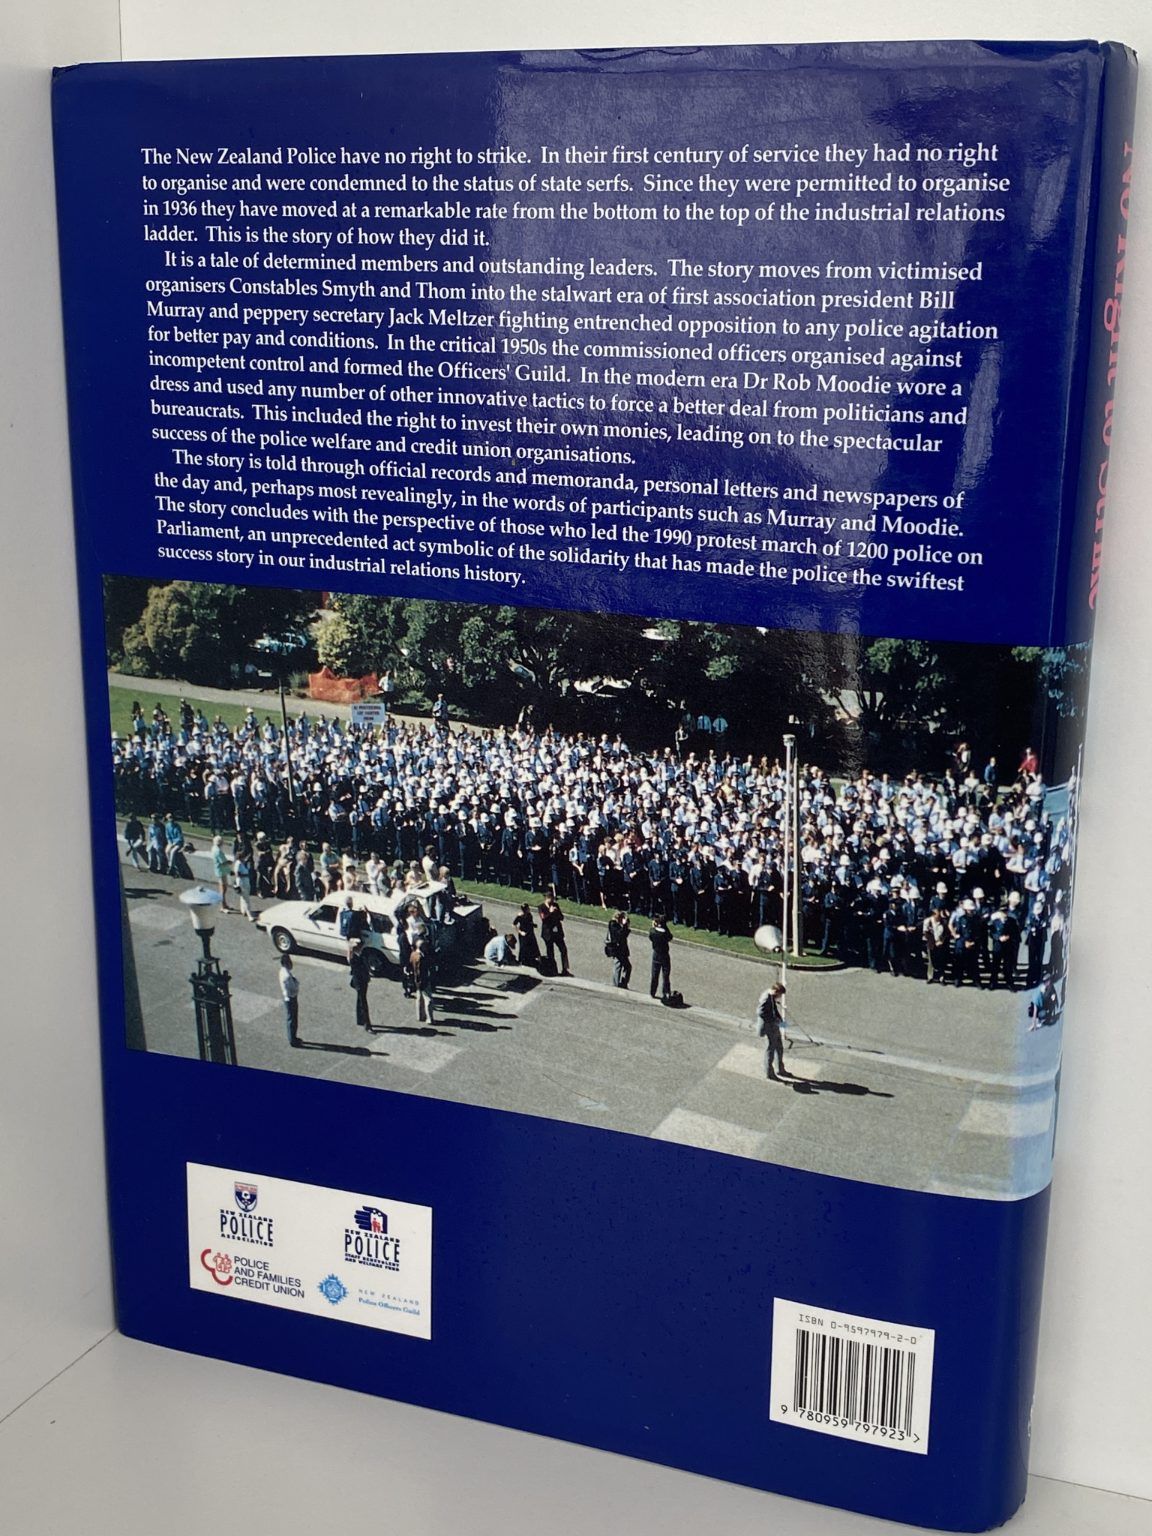 The New Zealand Police have no right to strike. In their first century of service they had no right
to organise and were condemned to the status of state serfs. Since they were permitted to organise
in 1936 they have moved at a remarkable rate from the bottom to the top of the industrial relations
ladder. This is the story of how they did it.
It is a tale of determined members and outstanding leaders. The story moves from victimised
organisers Constables Smyth and Thom into the stalwart era of first association president Bill
Murray and peppery secretary Jack Meltzer fighting entrenched opposition to any police agitation
for better pay and conditions. In the critical 1950s the commissioned officers organised against
incompetent control and formed the Officers' Guild. In the modern era Dr Rob Moodie wore a
dress and used any number of other innovative tactics to force a better deal from politicians and
bureaucrats. This included the right to invest their own monies, leading on to the spectacular
success of the police welfare and credit union organisations.
The story is told through official records and memoranda, personal letters and newspapers of
the day and, perhaps most revealingly, in the words of participants such as Murray and Moodie.
The story concludes with the perspective of those who led the 1990 protest march of 1200 police on
Parliament, an unprecedented act symbolic of the solidarity that has made the police the swiftest
success story in our industrial relations history.
No Right to Strike
NEW ZEALAND
POLICE
ASSOCIATION
NEW ZEALAND
POLICE
STAFF BENEVOLENT
AND WELFARE FUND
POLICE
AND FAMILIES
CREDIT UNION
NEW ZEALAND
Police Officers Guild
ISBN 0-9597979-2-0
9 780959 797923 >